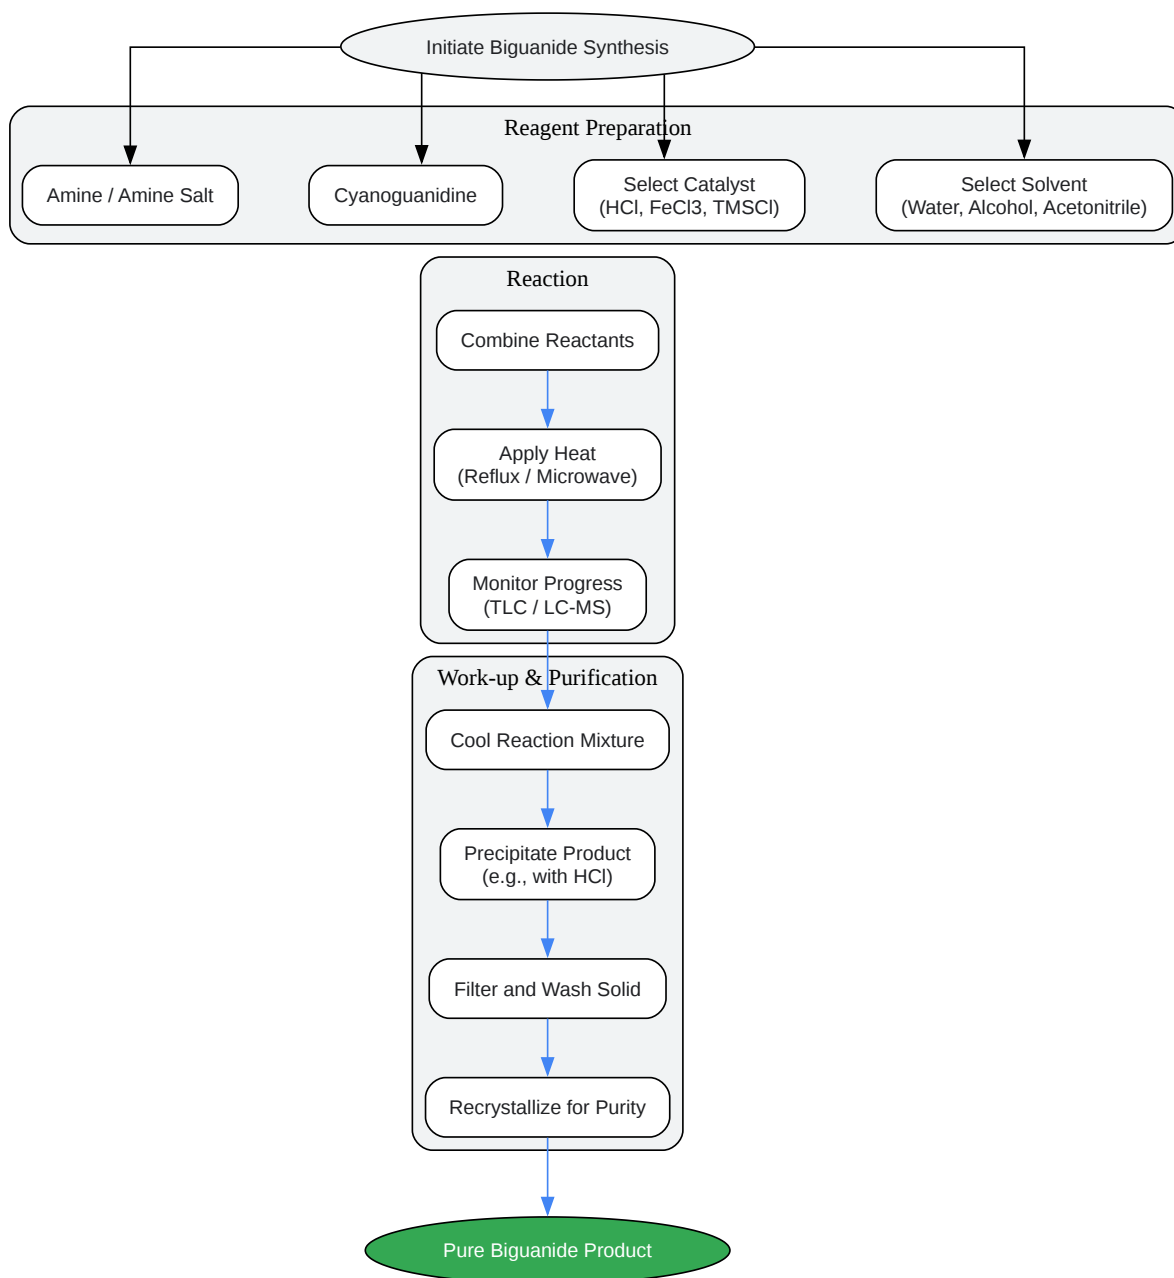 Initiate Biguanide Synthesis
Reagent Preparation
Amine / Amine Salt
Cyanoguanidine
Select Catalyst
(HCl, FeCl3, TMSCl)
Select Solvent
(Water, Alcohol, Acetonitrile)
Reaction
Combine Reactants
Apply Heat
(Reflux / Microwave)
Monitor Progress
(TLC / LC-MS)
Work-up & Purification
Cool Reaction Mixture
Precipitate Product
(e.g., with HCl)
Filter and Wash Solid
Recrystallize for Purity
Pure Biguanide Product